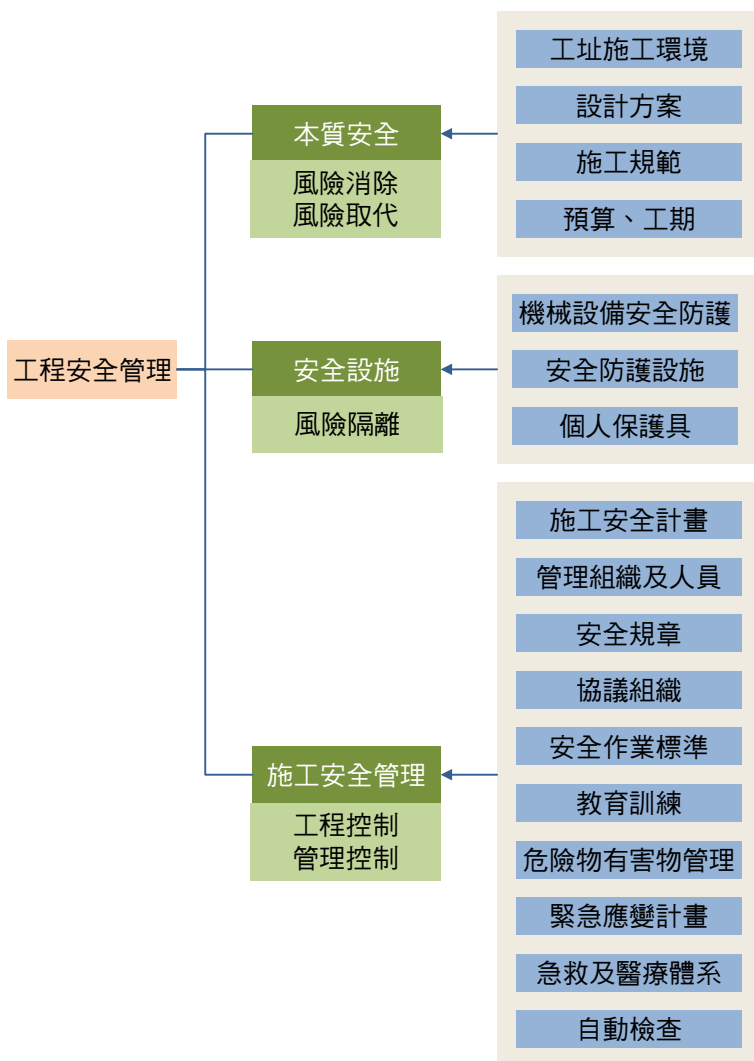 工程安全管理
本質安全
風險消除
風險取代
工址施工環境
設計方案
施工規範
預算、工期
安全設施
風險隔離
機械設備安全防護
安全防護設施
個人保護具
施工安全管理
工程控制
管理控制
施工安全計畫
管理組織及人員
安全規章
協議組織
安全作業標準
教育訓練
危險物有害物管理
緊急應變計畫
急救及醫療體系
自動檢查